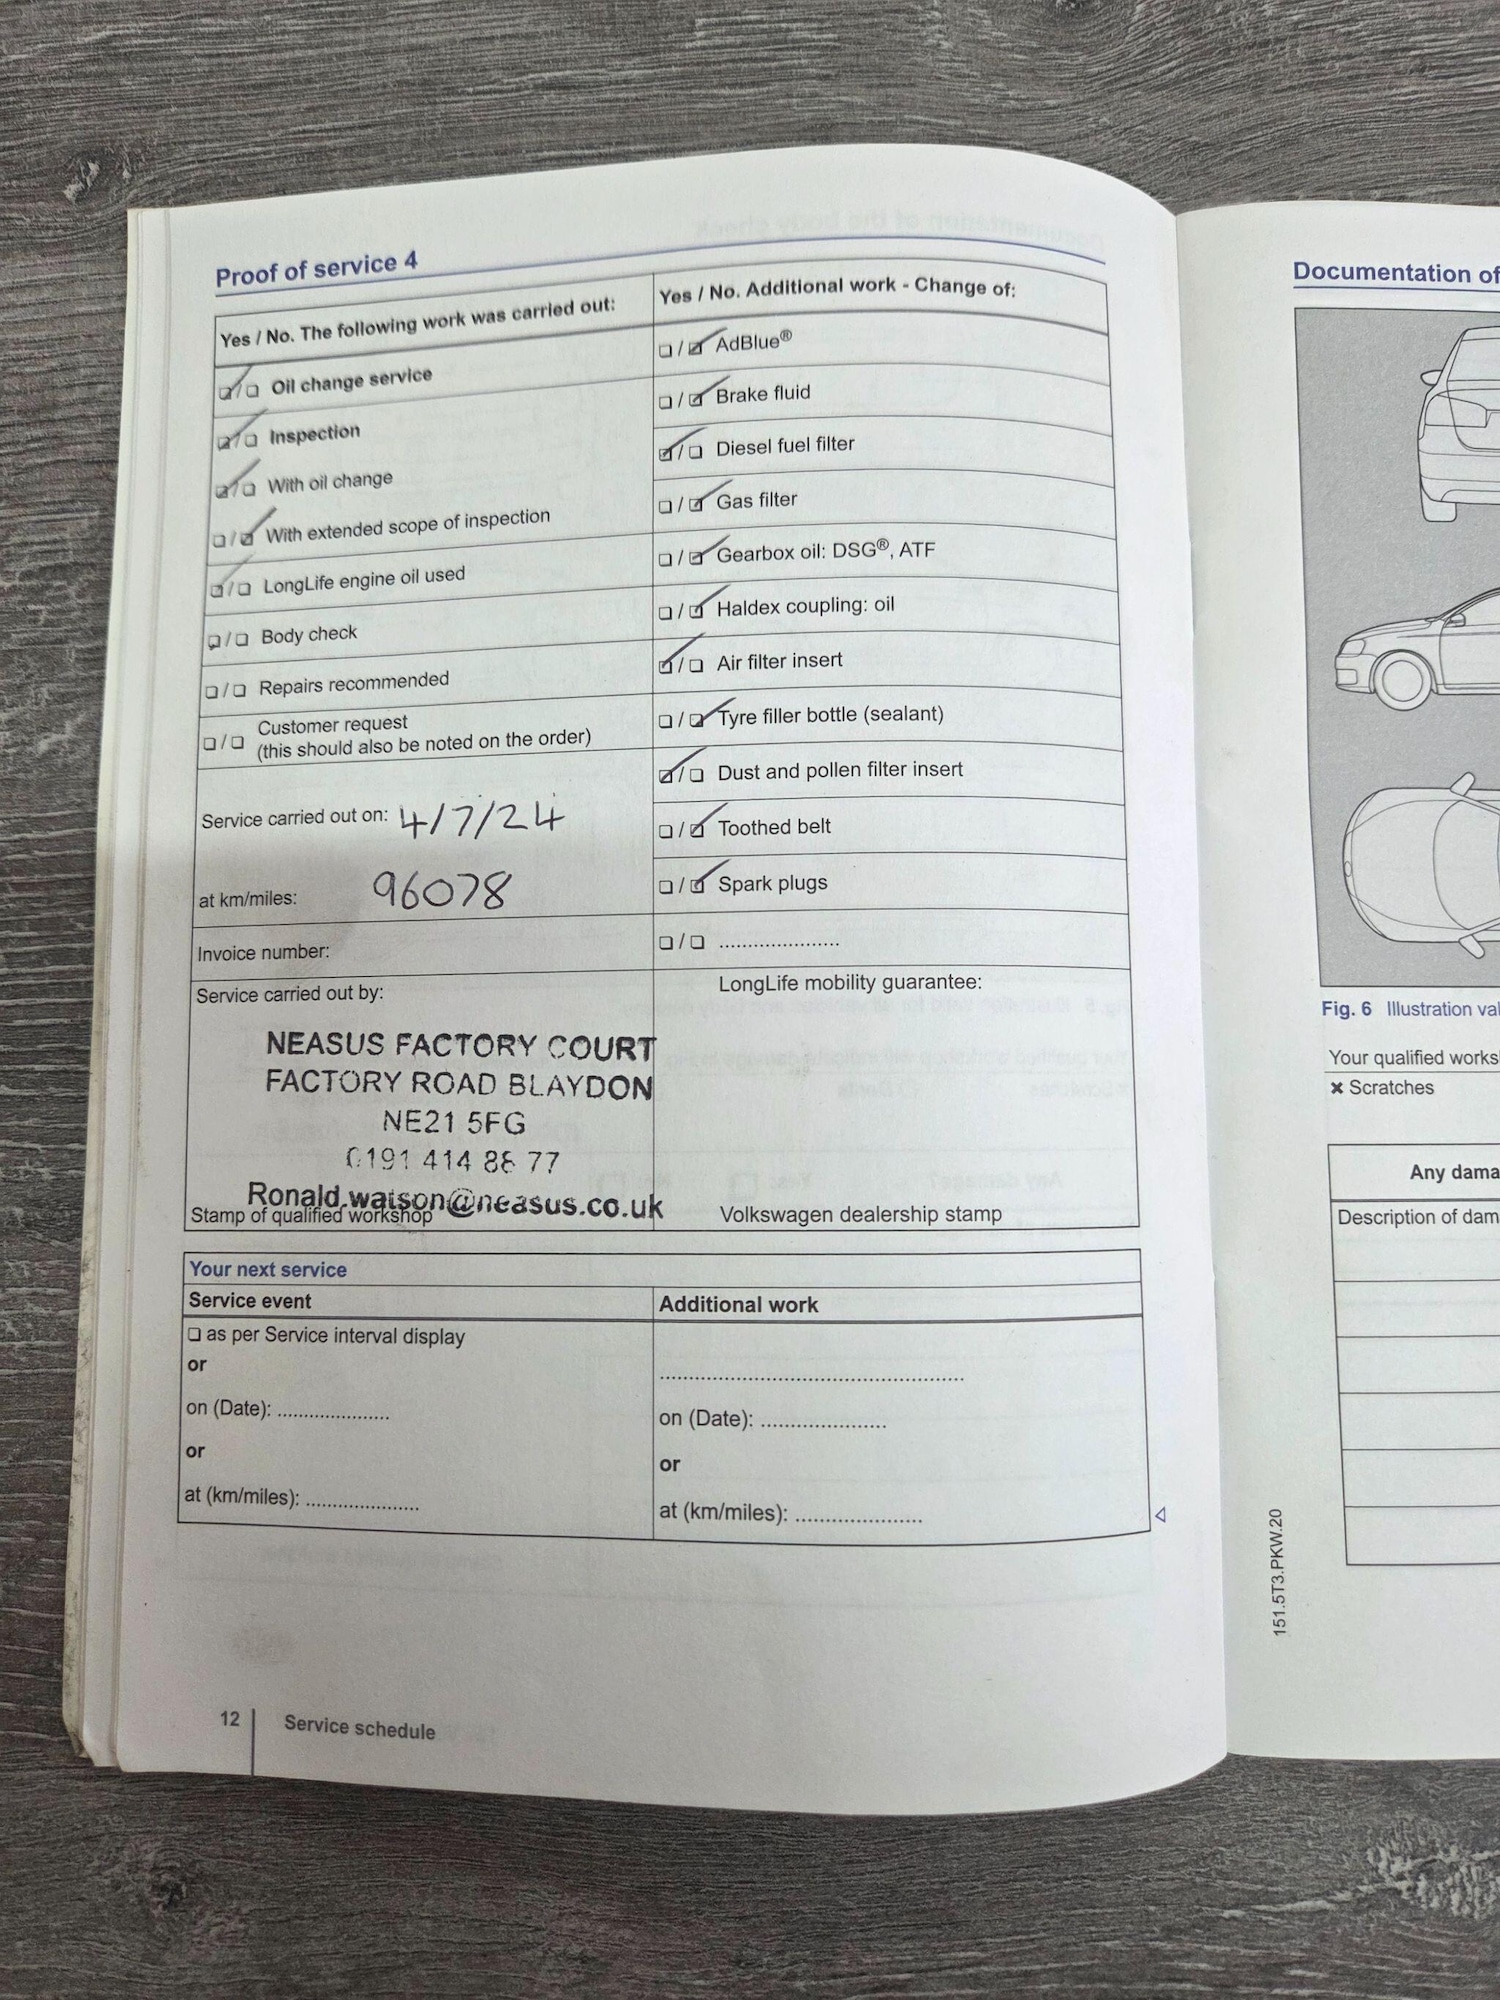 Proof of service 4
Yes / No. The following work was carried out:
☑/☐ Oil change service
☑/☐ Inspection
☑/☐ With oil change
☐/☑ With extended scope of inspection
☑/☐ LongLife engine oil used
☐/☐ Body check
☐/☐ Repairs recommended
☐/☐ Customer request
(this should also be noted on the order)
Service carried out on: 4/7/24
at km/miles: 96078
Invoice number:
Service carried out by:
NEASUS FACTORY COURT
FACTORY ROAD BLAYDON
NE21 5FG
0191 414 88 77
Ronald.watson@neasus.co.uk
Stamp of qualified workshop
Yes / No. Additional work - Change of:
☐/☑ AdBlue®
☐/☑ Brake fluid
☑/☐ Diesel fuel filter
☐/☑ Gas filter
☐/☑ Gearbox oil: DSG®, ATF
☐/☑ Haldex coupling: oil
☑/☐ Air filter insert
☐/☑ Tyre filler bottle (sealant)
☑/☐ Dust and pollen filter insert
☐/☑ Toothed belt
☐/☑ Spark plugs
☐/☐ .....................
LongLife mobility guarantee:
Volkswagen dealership stamp
Your next service
Service event
☐ as per Service interval display
or
on (Date): ....................
or
at (km/miles): ....................
Additional work
......................................................
on (Date): ......................
or
at (km/miles): ......................
12 Service schedule
Documentation of
Fig. 6 Illustration val
Your qualified works
✖ Scratches
Any dama
Description of dam
151.5T3.PKW.20